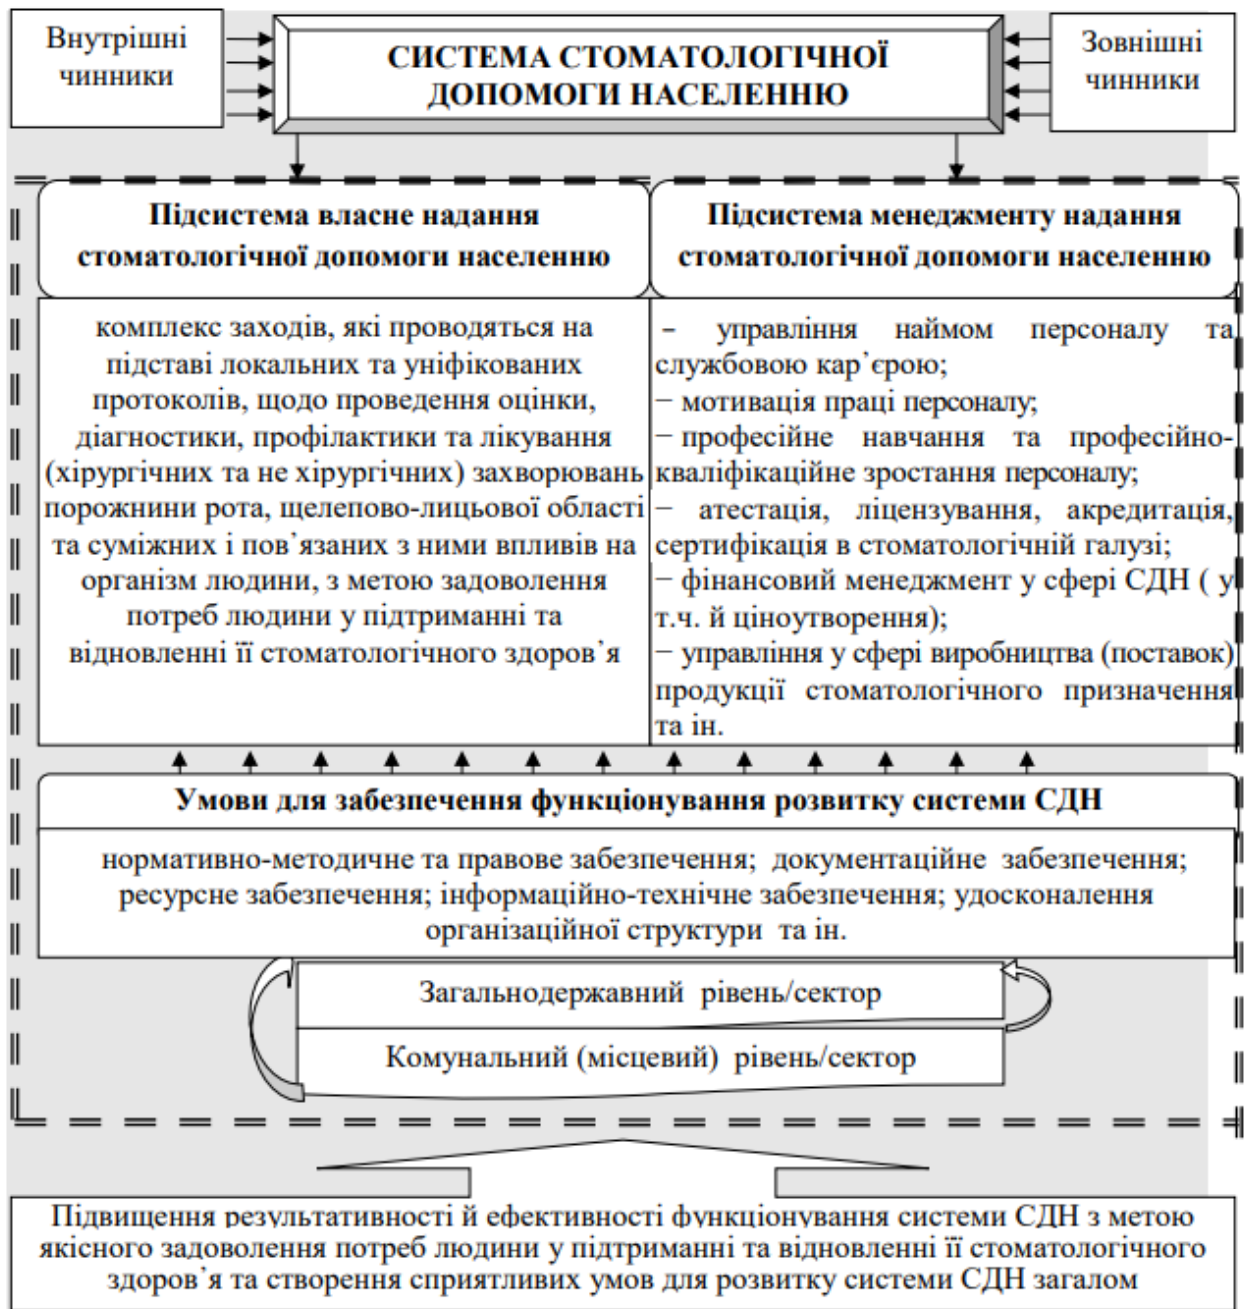 Внутрішні
чинники
СИСТЕМА СТОМАТОЛОГІЧНОЇ
ДОПОМОГИ НАСЕЛЕННЮ
Зовнішні
чинники
Підсистема власне надання
стоматологічної допомоги населенню
комплекс заходів, які проводяться на
підставі локальних та уніфікованих
протоколів, щодо проведення оцінки,
діагностики, профілактики та лікування
(хірургічних та не хірургічних) захворювань
порожнини рота, щелепово-лицьової області
та суміжних і пов’язаних з ними впливів на
організм людини, з метою задоволення
потреб людини у підтриманні та
відновленні її стоматологічного здоров’я
Підсистема менеджменту надання
стоматологічної допомоги населенню
– управління наймом персоналу та
службовою кар’єрою;
− мотивація праці персоналу;
− професійне навчання та професійно-
кваліфікаційне зростання персоналу;
− атестація, ліцензування, акредитація,
сертифікація в стоматологічній галузі;
− фінансовий менеджмент у сфері СДН ( у
т.ч. й ціноутворення);
− управління у сфері виробництва (поставок)
продукції стоматологічного призначення
та ін.
Умови для забезпечення функціонування розвитку системи СДН
нормативно-методичне та правове забезпечення; документаційне забезпечення;
ресурсне забезпечення; інформаційно-технічне забезпечення; удосконалення
організаційної структури та ін.
Загальнодержавний рівень/сектор
Комунальний (місцевий) рівень/сектор
Підвищення результативності й ефективності функціонування системи СДН з метою
якісного задоволення потреб людини у підтриманні та відновленні її стоматологічного
здоров’я та створення сприятливих умов для розвитку системи СДН загалом